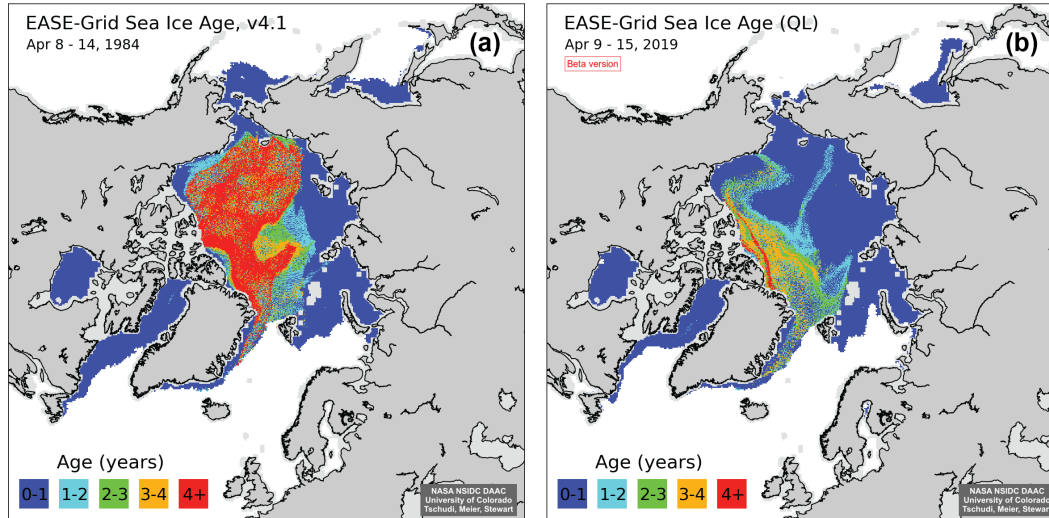 EASE-Grid Sea Ice Age, v4.1
Apr 8 - 14, 1984
(a)
Age (years)
0-1 1-2 2-3 3-4 4+
NASA NSIDC DAAC
University of Colorado
Tschudi, Meier, Stewart
EASE-Grid Sea Ice Age (QL)
Apr 9 - 15, 2019
Beta version
(b)
Age (years)
0-1 1-2 2-3 3-4 4+
NASA NSIDC DAAC
University of Colorado
Tschudi, Meier, Stewart